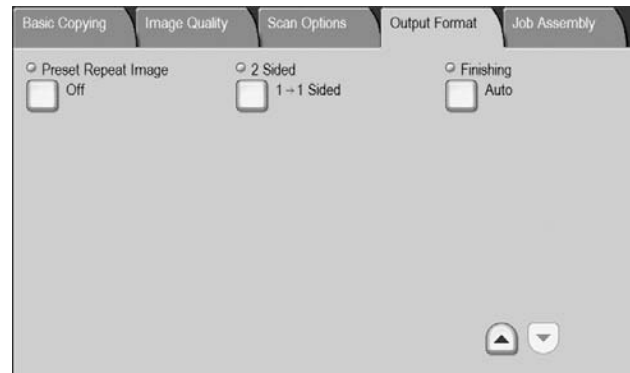 Basic Copying Image Quality Scan Options Output Format Job Assembly
Preset Repeat Image 2 Sided Finishing
Off 1→1 Sided Auto